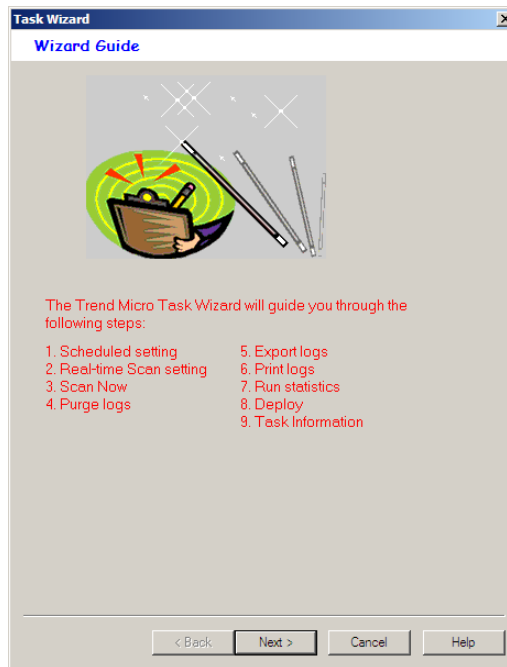 Task Wizard
Wizard Guide
The Trend Micro Task Wizard will guide you through the
following steps:
1. Scheduled setting
2. Real-time Scan setting
3. Scan Now
4. Purge logs
5. Export logs
6. Print logs
7. Run statistics
8. Deploy
9. Task Information
< Back
Next >
Cancel
Help